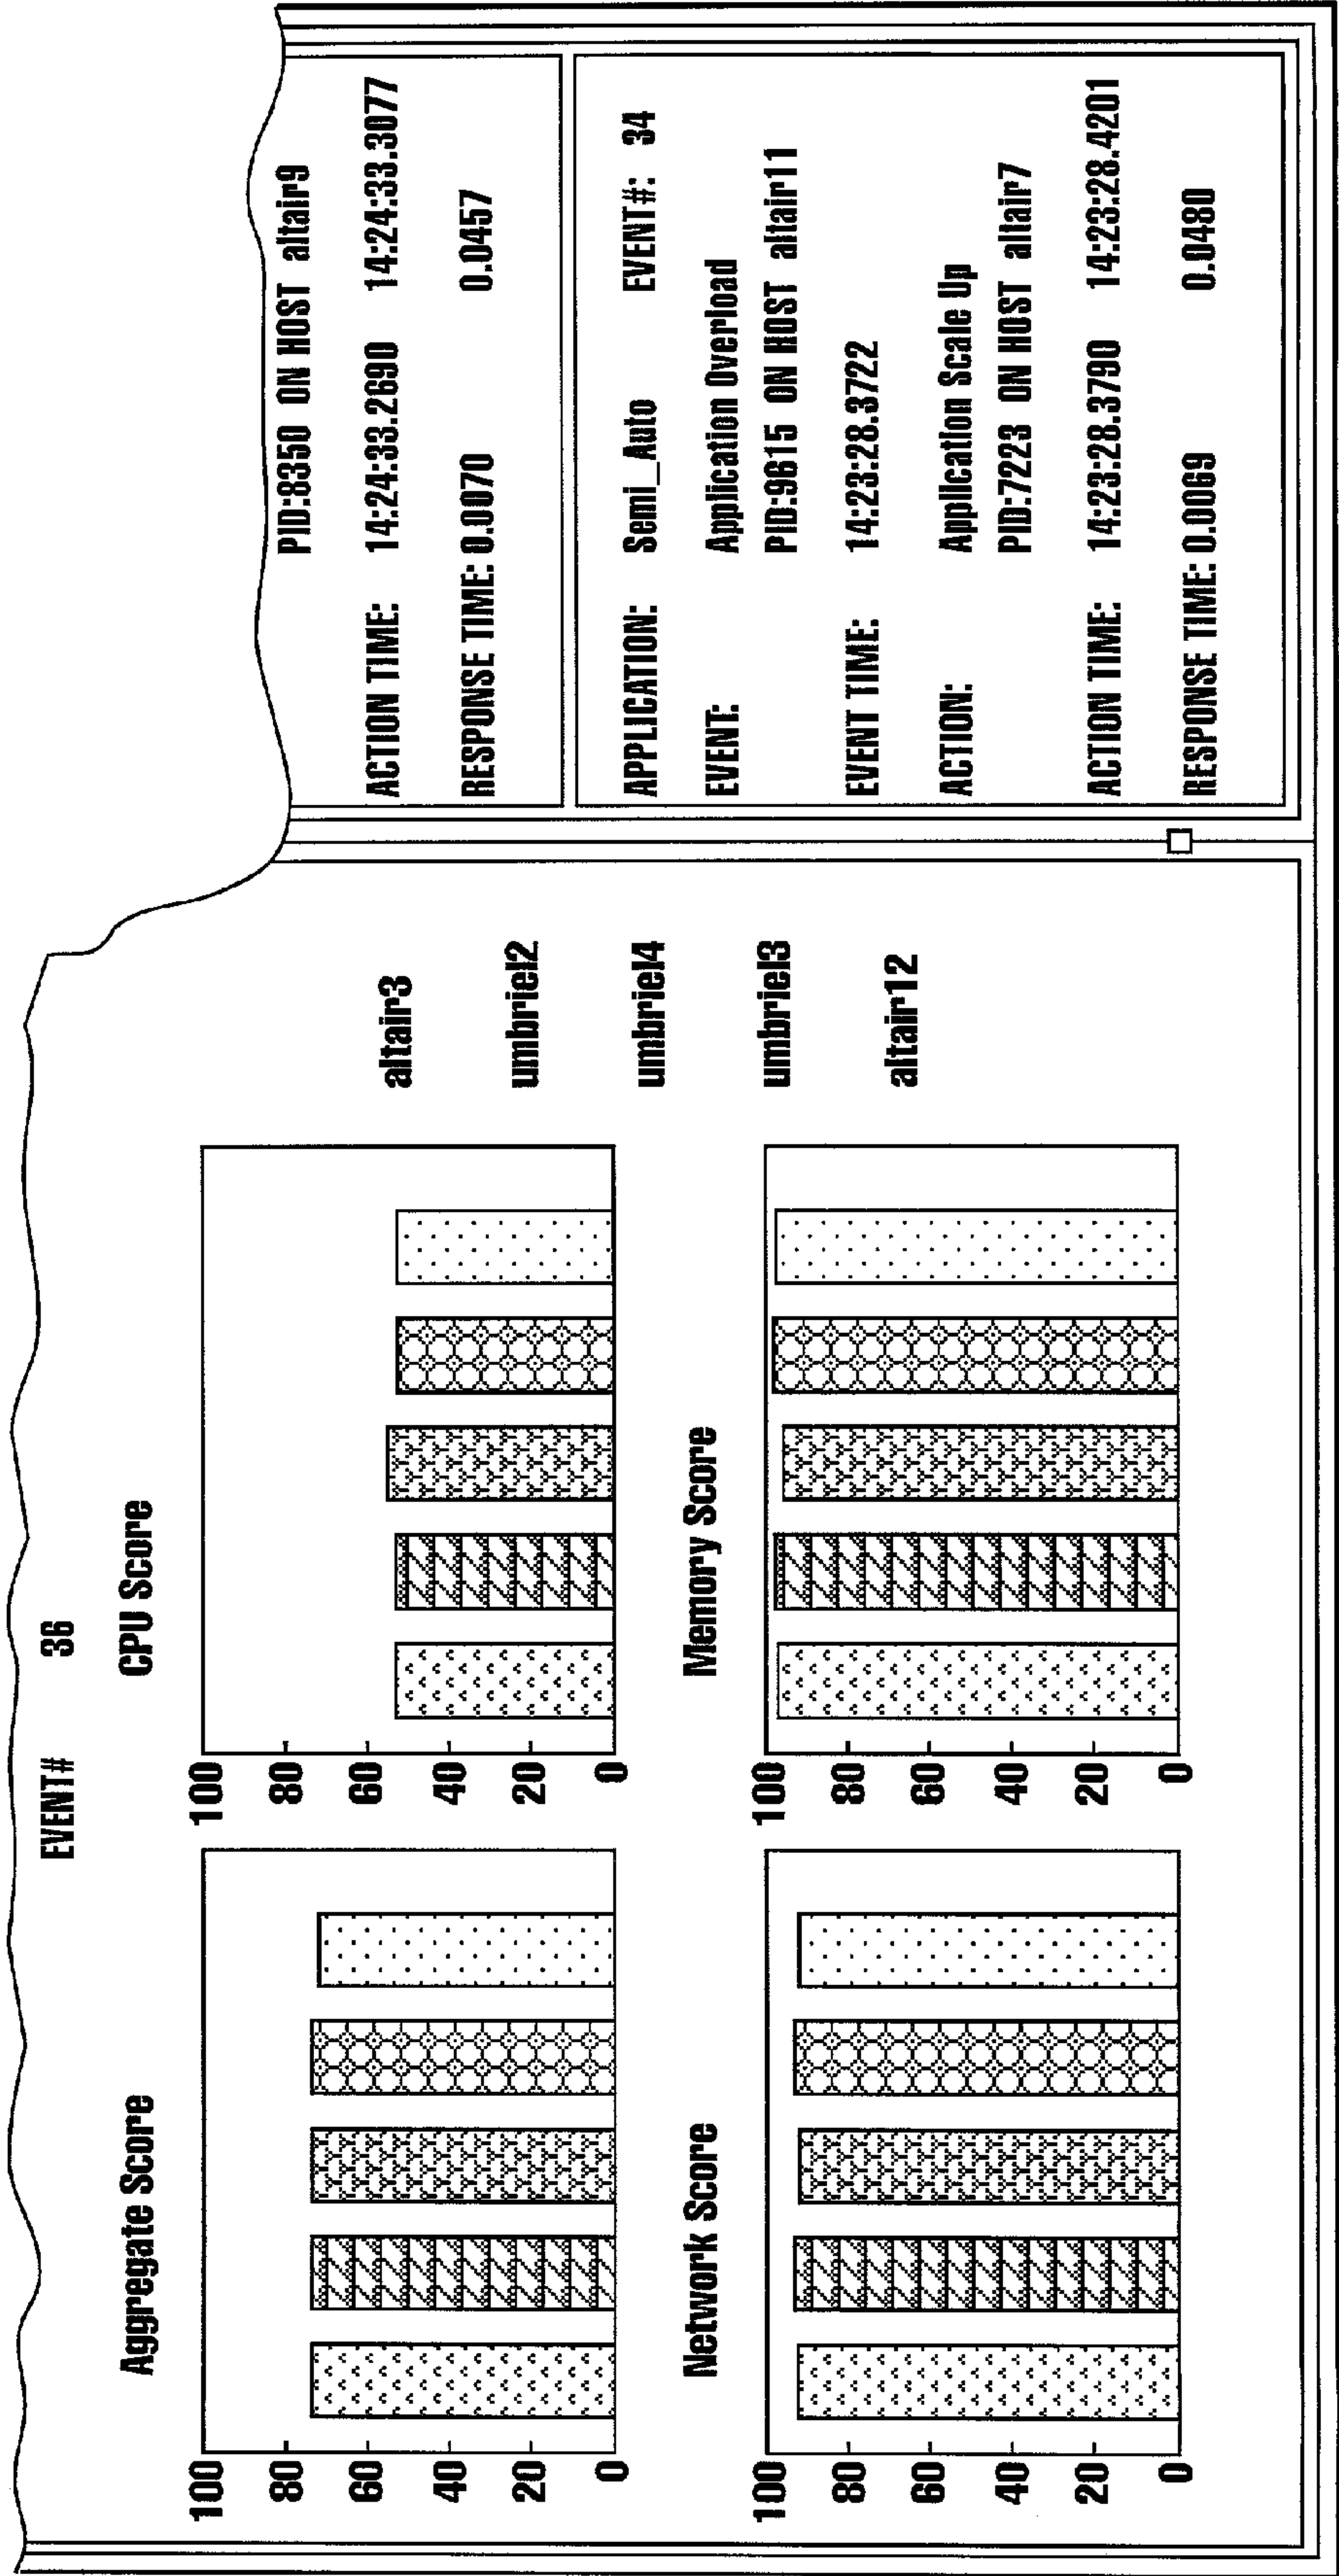 EVENT# 36
Aggregate Score
100
80
60
40
20
0
CPU Score
100
80
60
40
20
0
Network Score
100
80
60
40
20
0
Memory Score
100
80
60
40
20
0
altair3
umbriel2
umbriel4
umbriel3
altair12
PID:8350 ON HOST altair9
ACTION TIME: 14:24:33.2690 14:24:33.3077
RESPONSE TIME: 0.0070 0.0457
APPLICATION: Semi_Auto EVENT#: 34
EVENT: Application Overload
PID:9615 ON HOST altair11
EVENT TIME: 14:23:28.3722
ACTION: Application Scale Up
PID:7223 ON HOST altair7
ACTION TIME: 14:23:28.3790 14:23:28.4201
RESPONSE TIME: 0.0069 0.0480